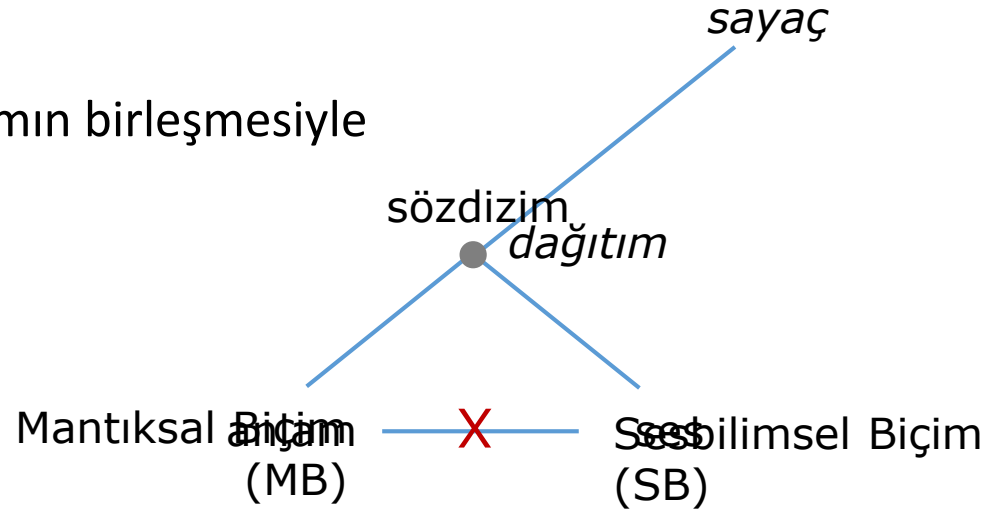 sayaç
mın birleşmesiyle
sözdizim
dağıtım
X
Mantıksal Biçim
(MB)
anlam
Sesbilimsel Biçim
(SB)
ses